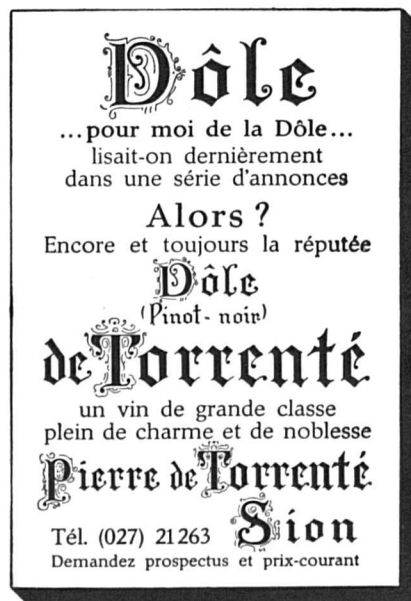 Dôle
...pour moi de la Dôle...
lisait-on dernièrement
dans une série d'annonces
Alors ?
Encore et toujours la réputée
Dôle
(Pinot-noir)
de Torrenté
un vin de grande classe
plein de charme et de noblesse
Pierre de Torrenté
Tél. (027) 21263 Sion
Demandez prospectus et prix-courant